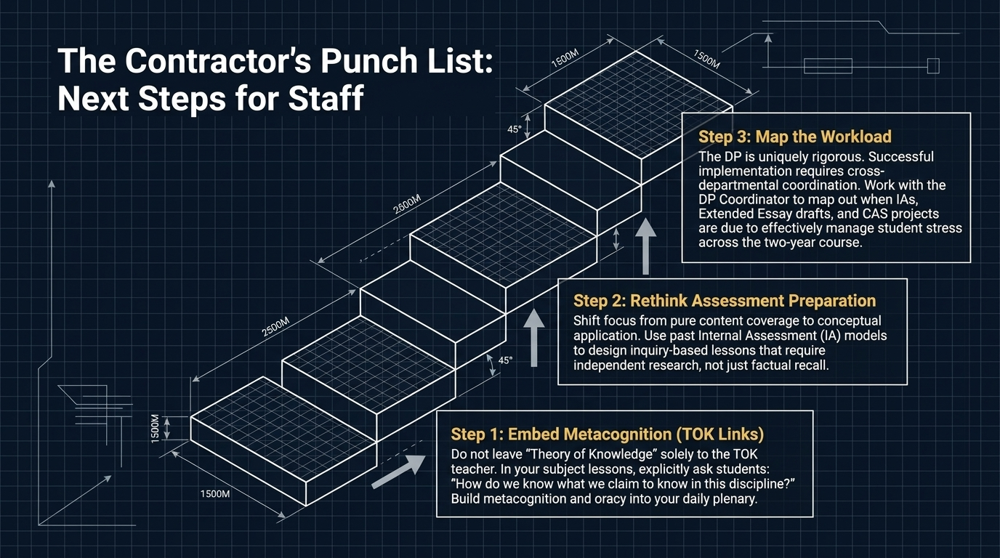 The Contractor's Punch List:
Next Steps for Staff
1500M
1500M
45°
Step 3: Map the Workload
The DP is uniquely rigorous. Successful
implementation requires cross-
departmental coordination. Work with the
DP Coordinator to map out when IAs,
Extended Essay drafts, and CAS projects
are due to effectively manage student stress
across the two-year course.
2600M
Step 2: Rethink Assessment Preparation
Shift focus from pure content coverage to conceptual
application. Use past Internal Assessment (IA) models
to design inquiry-based lessons that require
independent research, not just factual recall.
2500M
45°
1500M
Step 1: Embed Metacognition (TOK Links)
Do not leave “Theory of Knowledge” solely to the TOK
teacher. In your subject lessons, explicitly ask students:
"How do we know what we claim to know in this discipline?”
Build metacognition and oracy into your daily plenary.
1500M